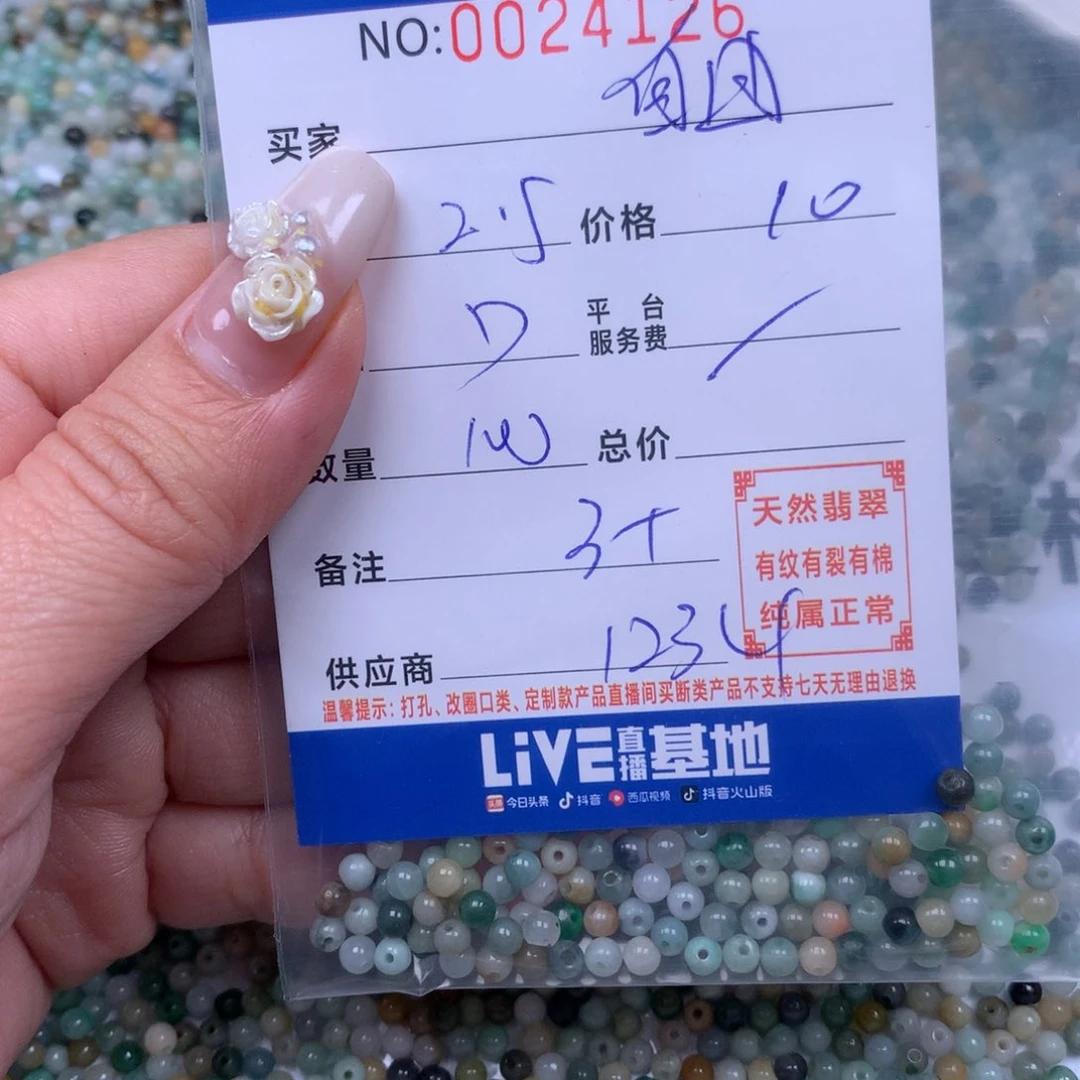 NO:0024126
买家
2.5 价格 10
7 平台服务费 /
数量 100 总价
备注 3+
天然翡翠
有纹有裂有棉
纯属正常
供应商 1234
温馨提示：打孔、改圈口类、定制款产品直播间买断类产品不支持七天无理由退换
LiVE直播基地
头条 今日头条 抖音 西瓜视频 抖音火山版